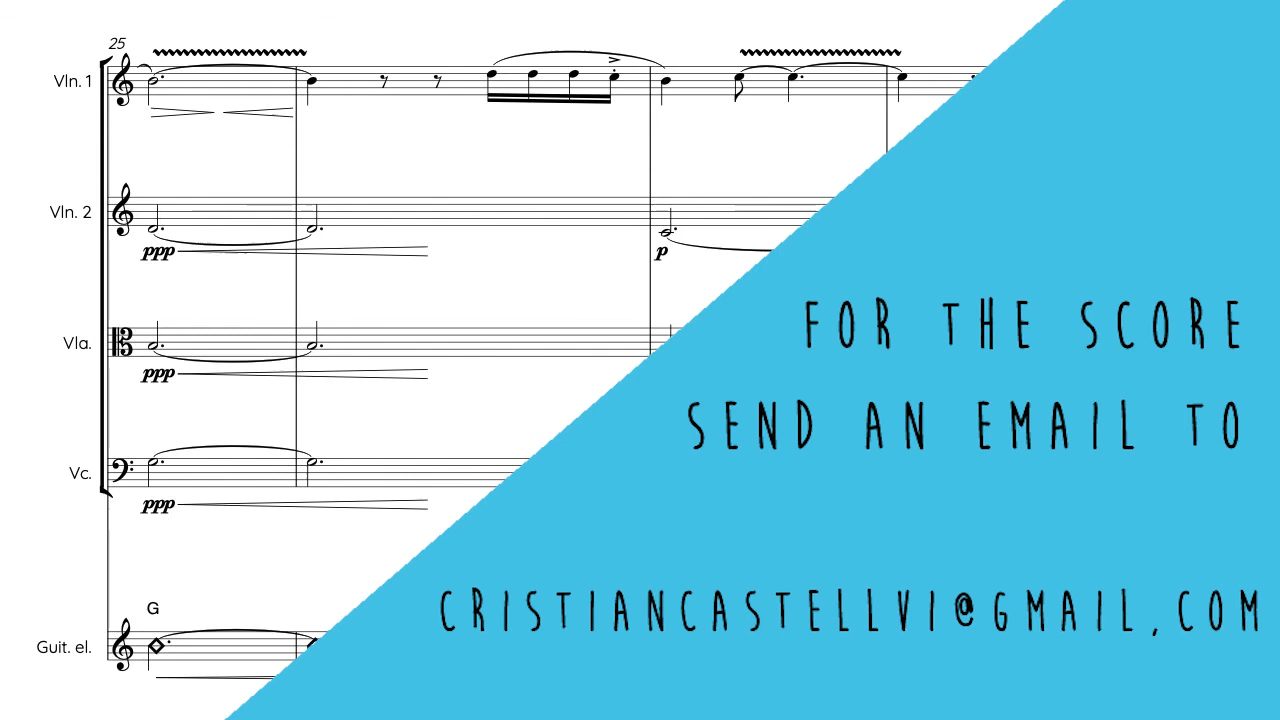 25
Vln. 1
Vln. 2
ppp
p
Vla.
ppp
Vc.
ppp
G
Guit. el.
FOR THE SCORE
SEND AN EMAIL TO
CRISTIANCASTELLVI@GMAIL.COM